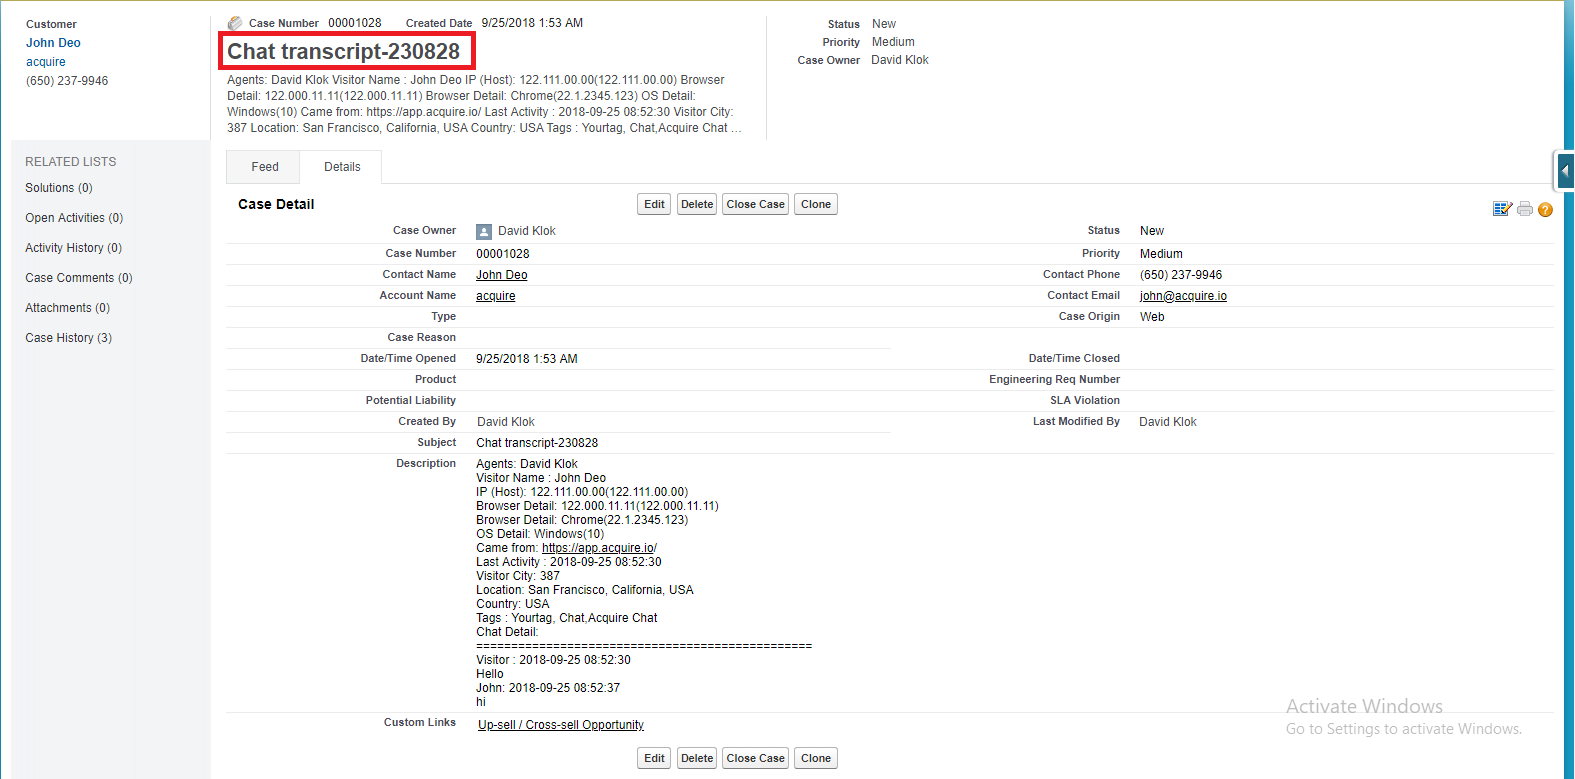 Customer
John Deo
acquire
(650) 237-9946
Case Number 00001028 Created Date 9/25/2018 1:53 AM
Chat transcript-230828
Agents: David Klok Visitor Name : John Deo IP (Host): 122.111.00.00(122.111.00.00) Browser
Detail: 122.000.11.11(122.000.11.11) Browser Detail: Chrome(22.1.2345.123) OS Detail:
Windows(10) Came from: https://app.acquire.io/ Last Activity : 2018-09-25 08:52:30 Visitor City:
387 Location: San Francisco, California, USA Country: USA Tags : Yourtag, Chat,Acquire Chat ...
Status New
Priority Medium
Case Owner David Klok
RELATED LISTS
Solutions (0)
Open Activities (0)
Activity History (0)
Case Comments (0)
Attachments (0)
Case History (3)
Feed Details
Case Detail Edit Delete Close Case Clone
?
Case Owner David Klok Status New
Case Number 00001028 Priority Medium
Contact Name John Deo Contact Phone (650) 237-9946
Account Name acquire Contact Email john@acquire.io
Type Case Origin Web
Case Reason
Date/Time Opened 9/25/2018 1:53 AM Date/Time Closed
Product Engineering Req Number
Potential Liability SLA Violation
Created By David Klok Last Modified By David Klok
Subject Chat transcript-230828
Description Agents: David Klok
Visitor Name : John Deo
IP (Host): 122.111.00.00(122.111.00.00)
Browser Detail: 122.000.11.11(122.000.11.11)
Browser Detail: Chrome(22.1.2345.123)
OS Detail: Windows(10)
Came from: https://app.acquire.io/
Last Activity : 2018-09-25 08:52:30
Visitor City: 387
Location: San Francisco, California, USA
Country: USA
Tags : Yourtag, Chat,Acquire Chat
Chat Detail:
================================================
Visitor : 2018-09-25 08:52:30
Hello
John: 2018-09-25 08:52:37
hi
Custom Links Up-sell / Cross-sell Opportunity
Edit Delete Close Case Clone
Activate Windows
Go to Settings to activate Windows.